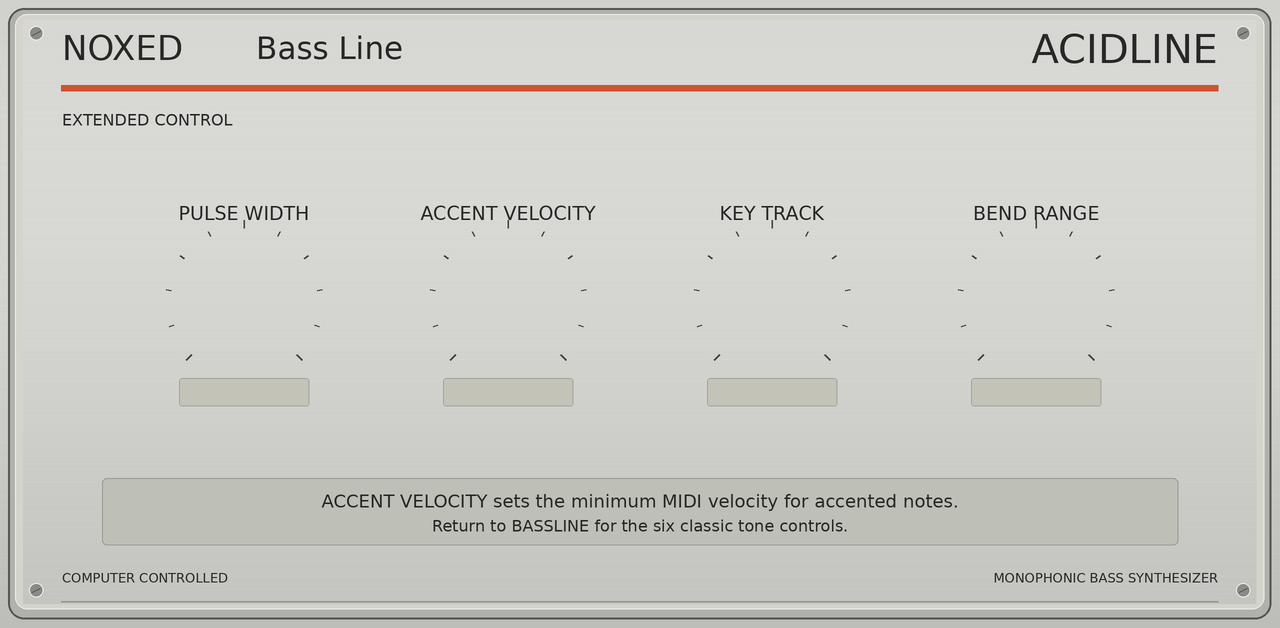 NOXED Bass Line ACIDLINE
EXTENDED CONTROL
PULSE WIDTH ACCENT VELOCITY KEY TRACK BEND RANGE
ACCENT VELOCITY sets the minimum MIDI velocity for accented notes.
Return to BASSLINE for the six classic tone controls.
COMPUTER CONTROLLED MONOPHONIC BASS SYNTHESIZER